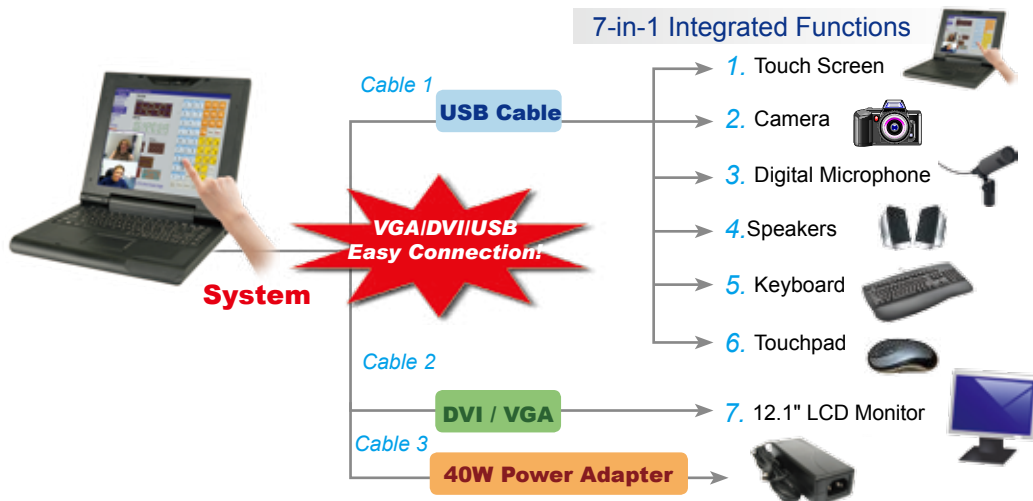 7-in-1 Integrated Functions
Cable 1
USB Cable
1. Touch Screen
2. Camera
3. Digital Microphone
4. Speakers
5. Keyboard
6. Touchpad
VGA/DVI/USB
Easy Connection!
System
Cable 2
DVI / VGA
7. 12.1" LCD Monitor
Cable 3
40W Power Adapter